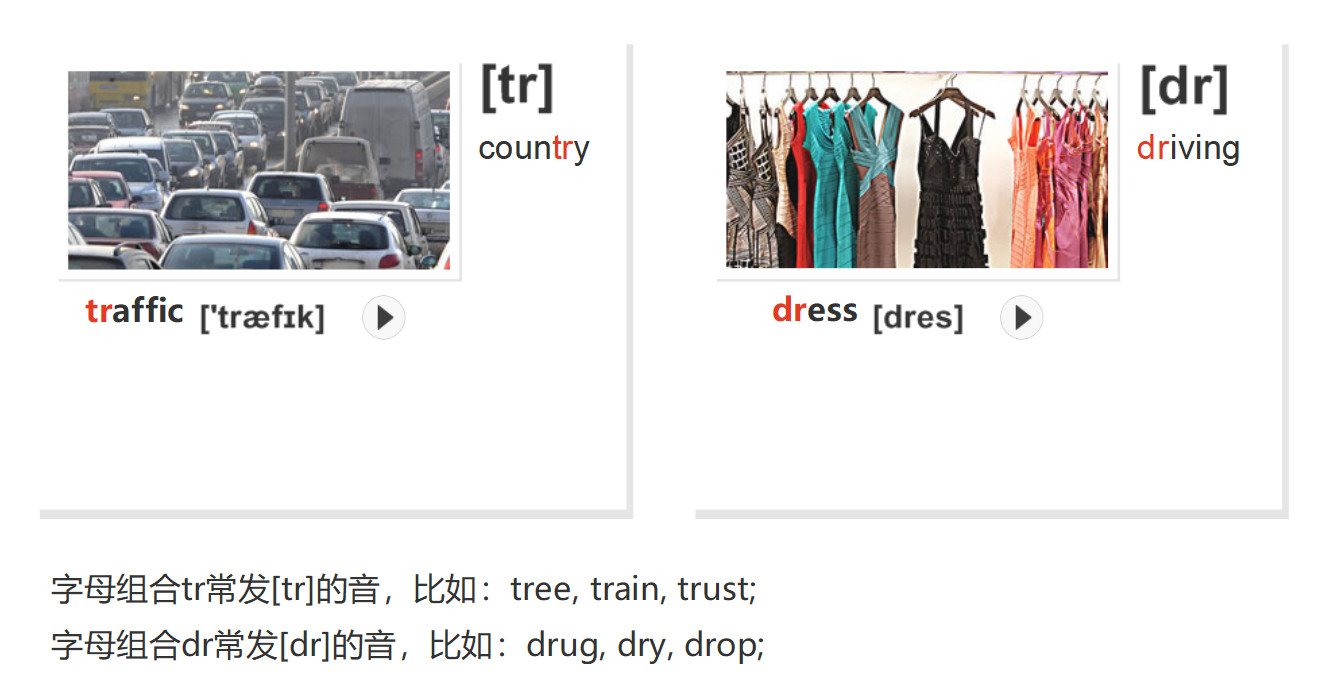 [tr]
country
traffic ['træfɪk]
[dr]
driving
dress [dres]
字母组合tr常发[tr]的音，比如：tree, train, trust;
字母组合dr常发[dr]的音，比如：drug, dry, drop;